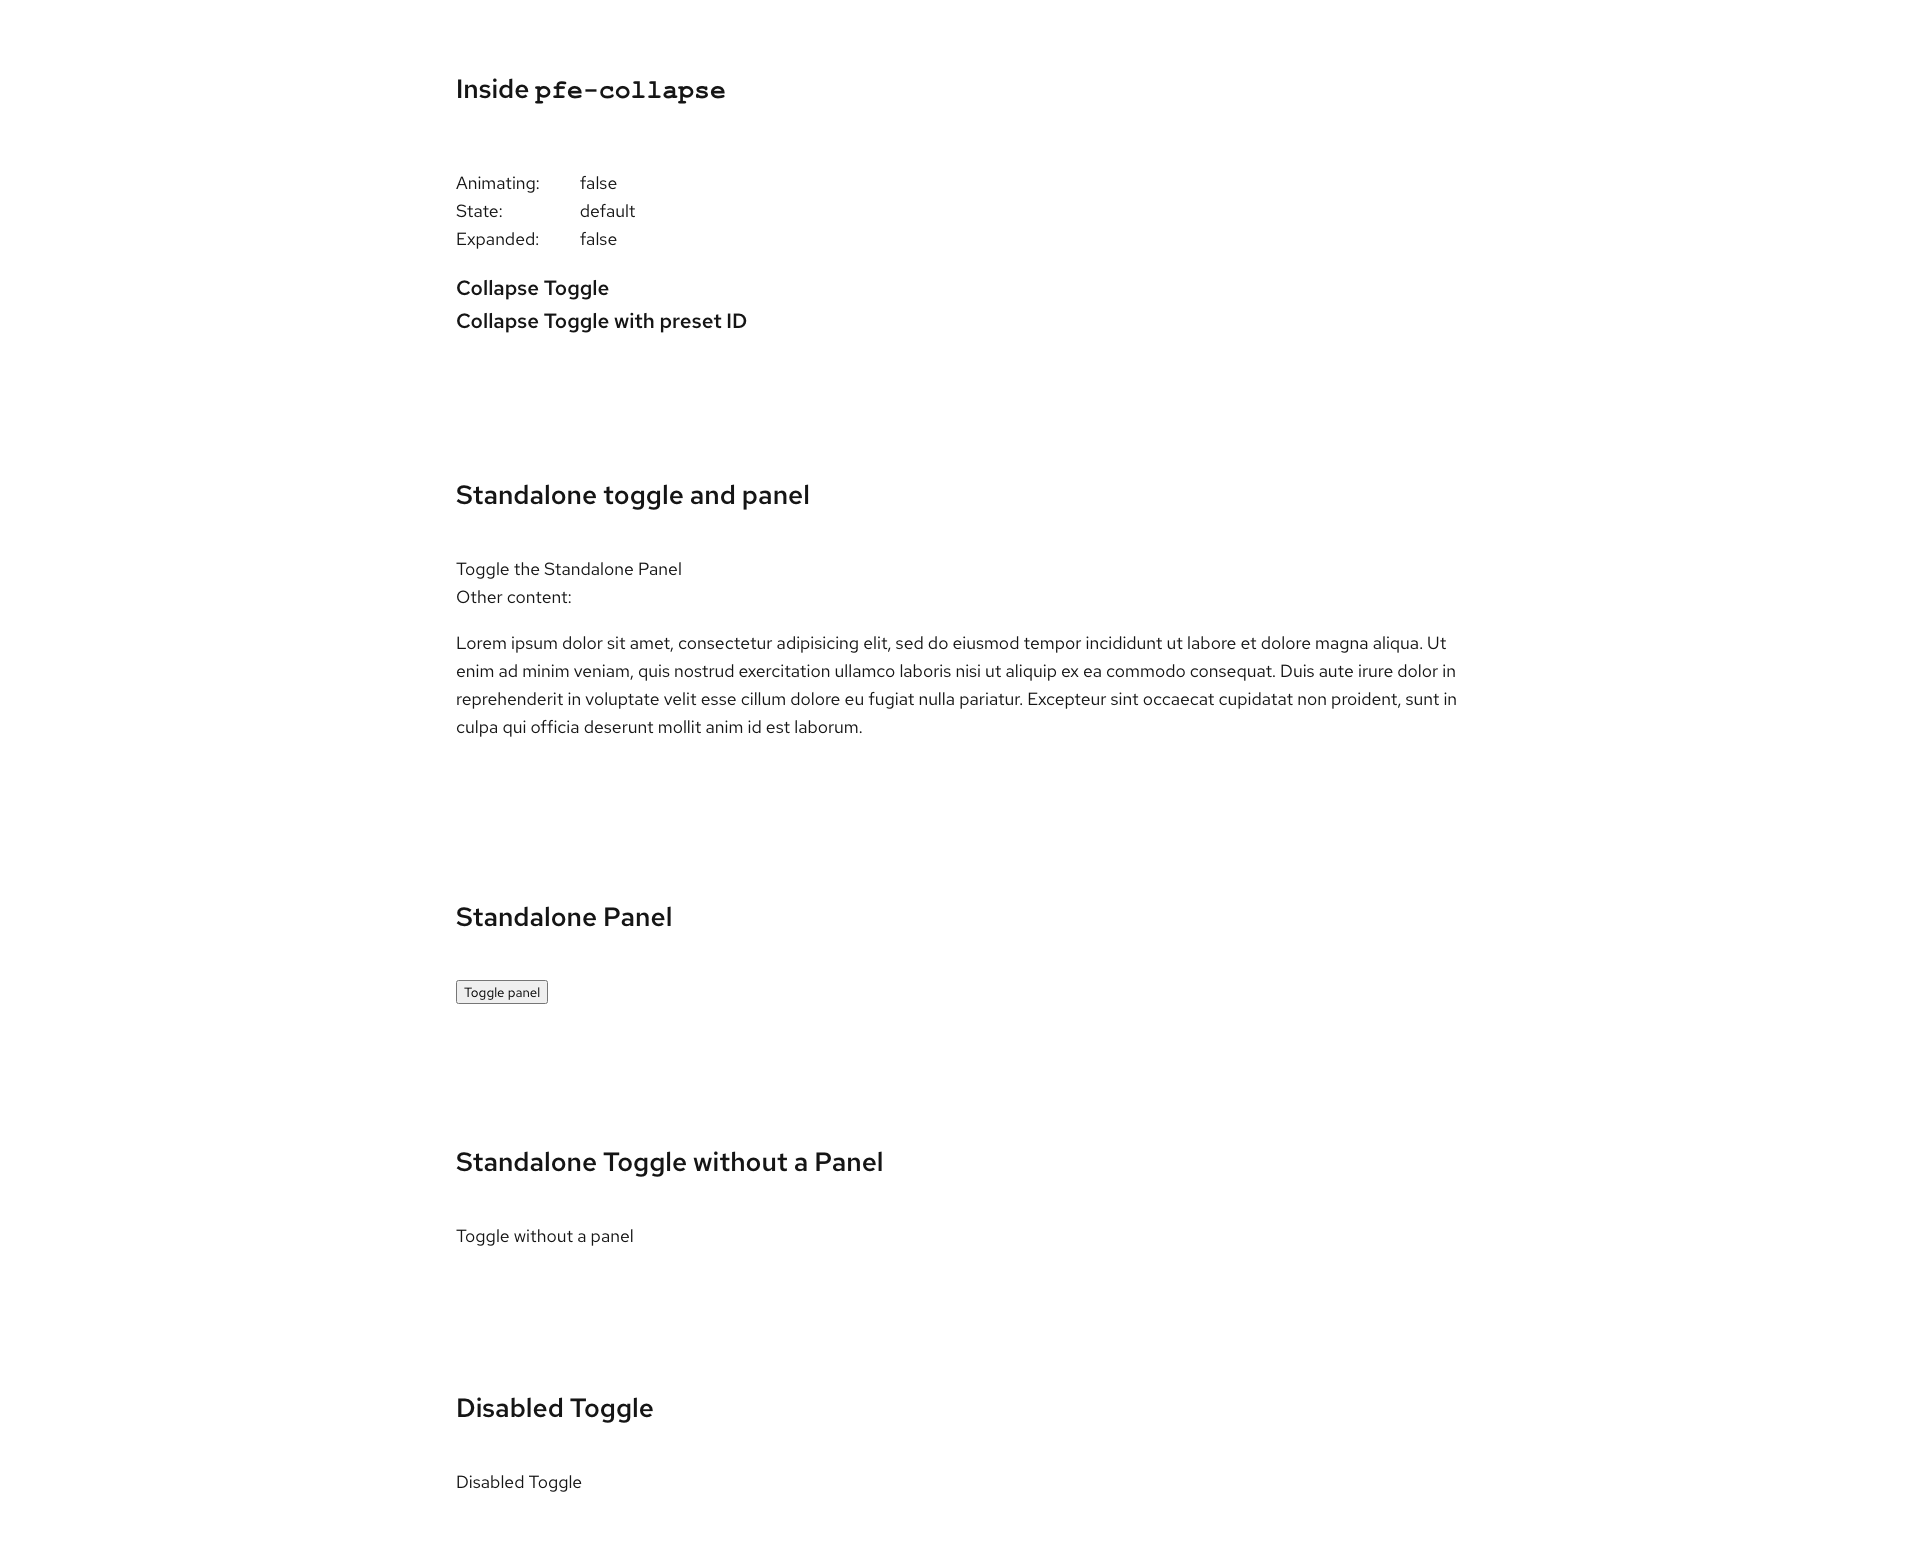 Inside pfe-collapse
Animating: false
State: default
Expanded: false
Collapse Toggle
Collapse Toggle with preset ID
Standalone toggle and panel
Toggle the Standalone Panel
Other content:
Lorem ipsum dolor sit amet, consectetur adipisicing elit, sed do eiusmod tempor incididunt ut labore et dolore magna aliqua. Ut
enim ad minim veniam, quis nostrud exercitation ullamco laboris nisi ut aliquip ex ea commodo consequat. Duis aute irure dolor in
reprehenderit in voluptate velit esse cillum dolore eu fugiat nulla pariatur. Excepteur sint occaecat cupidatat non proident, sunt in
culpa qui officia deserunt mollit anim id est laborum.
Standalone Panel
Toggle panel
Standalone Toggle without a Panel
Toggle without a panel
Disabled Toggle
Disabled Toggle